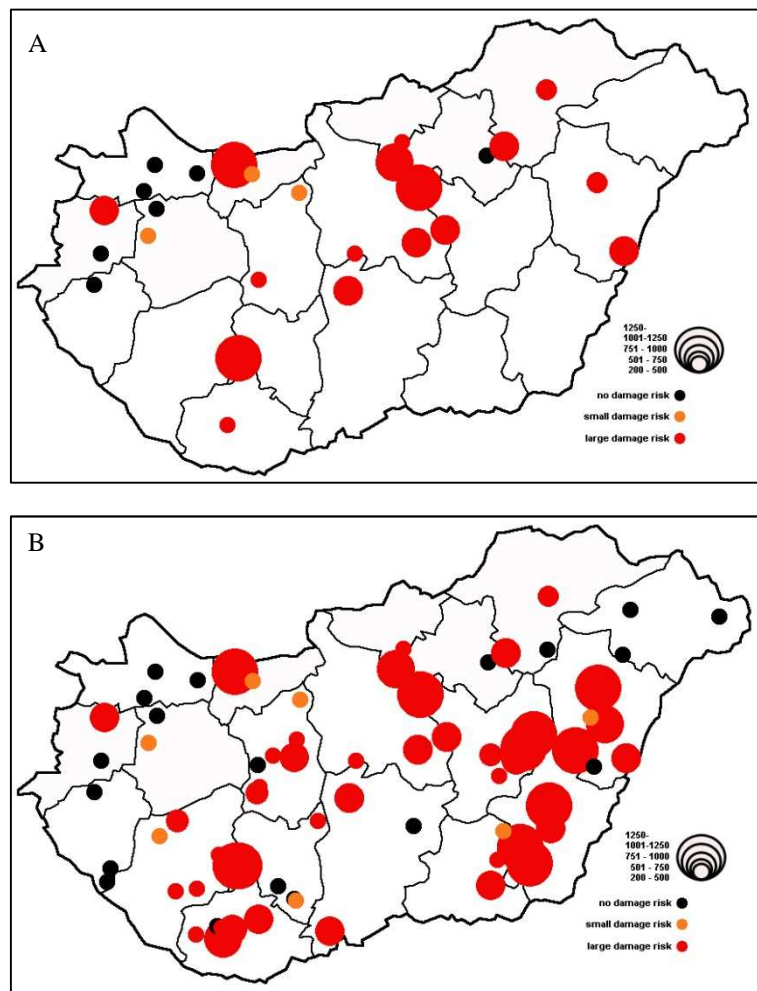 A
1250-
1001-1250
751 - 1000
501 - 750
200 - 500
no damage risk
small damage risk
large damage risk
B
1250-
1001-1250
751 - 1000
501 - 750
200 - 500
no damage risk
small damage risk
large damage risk